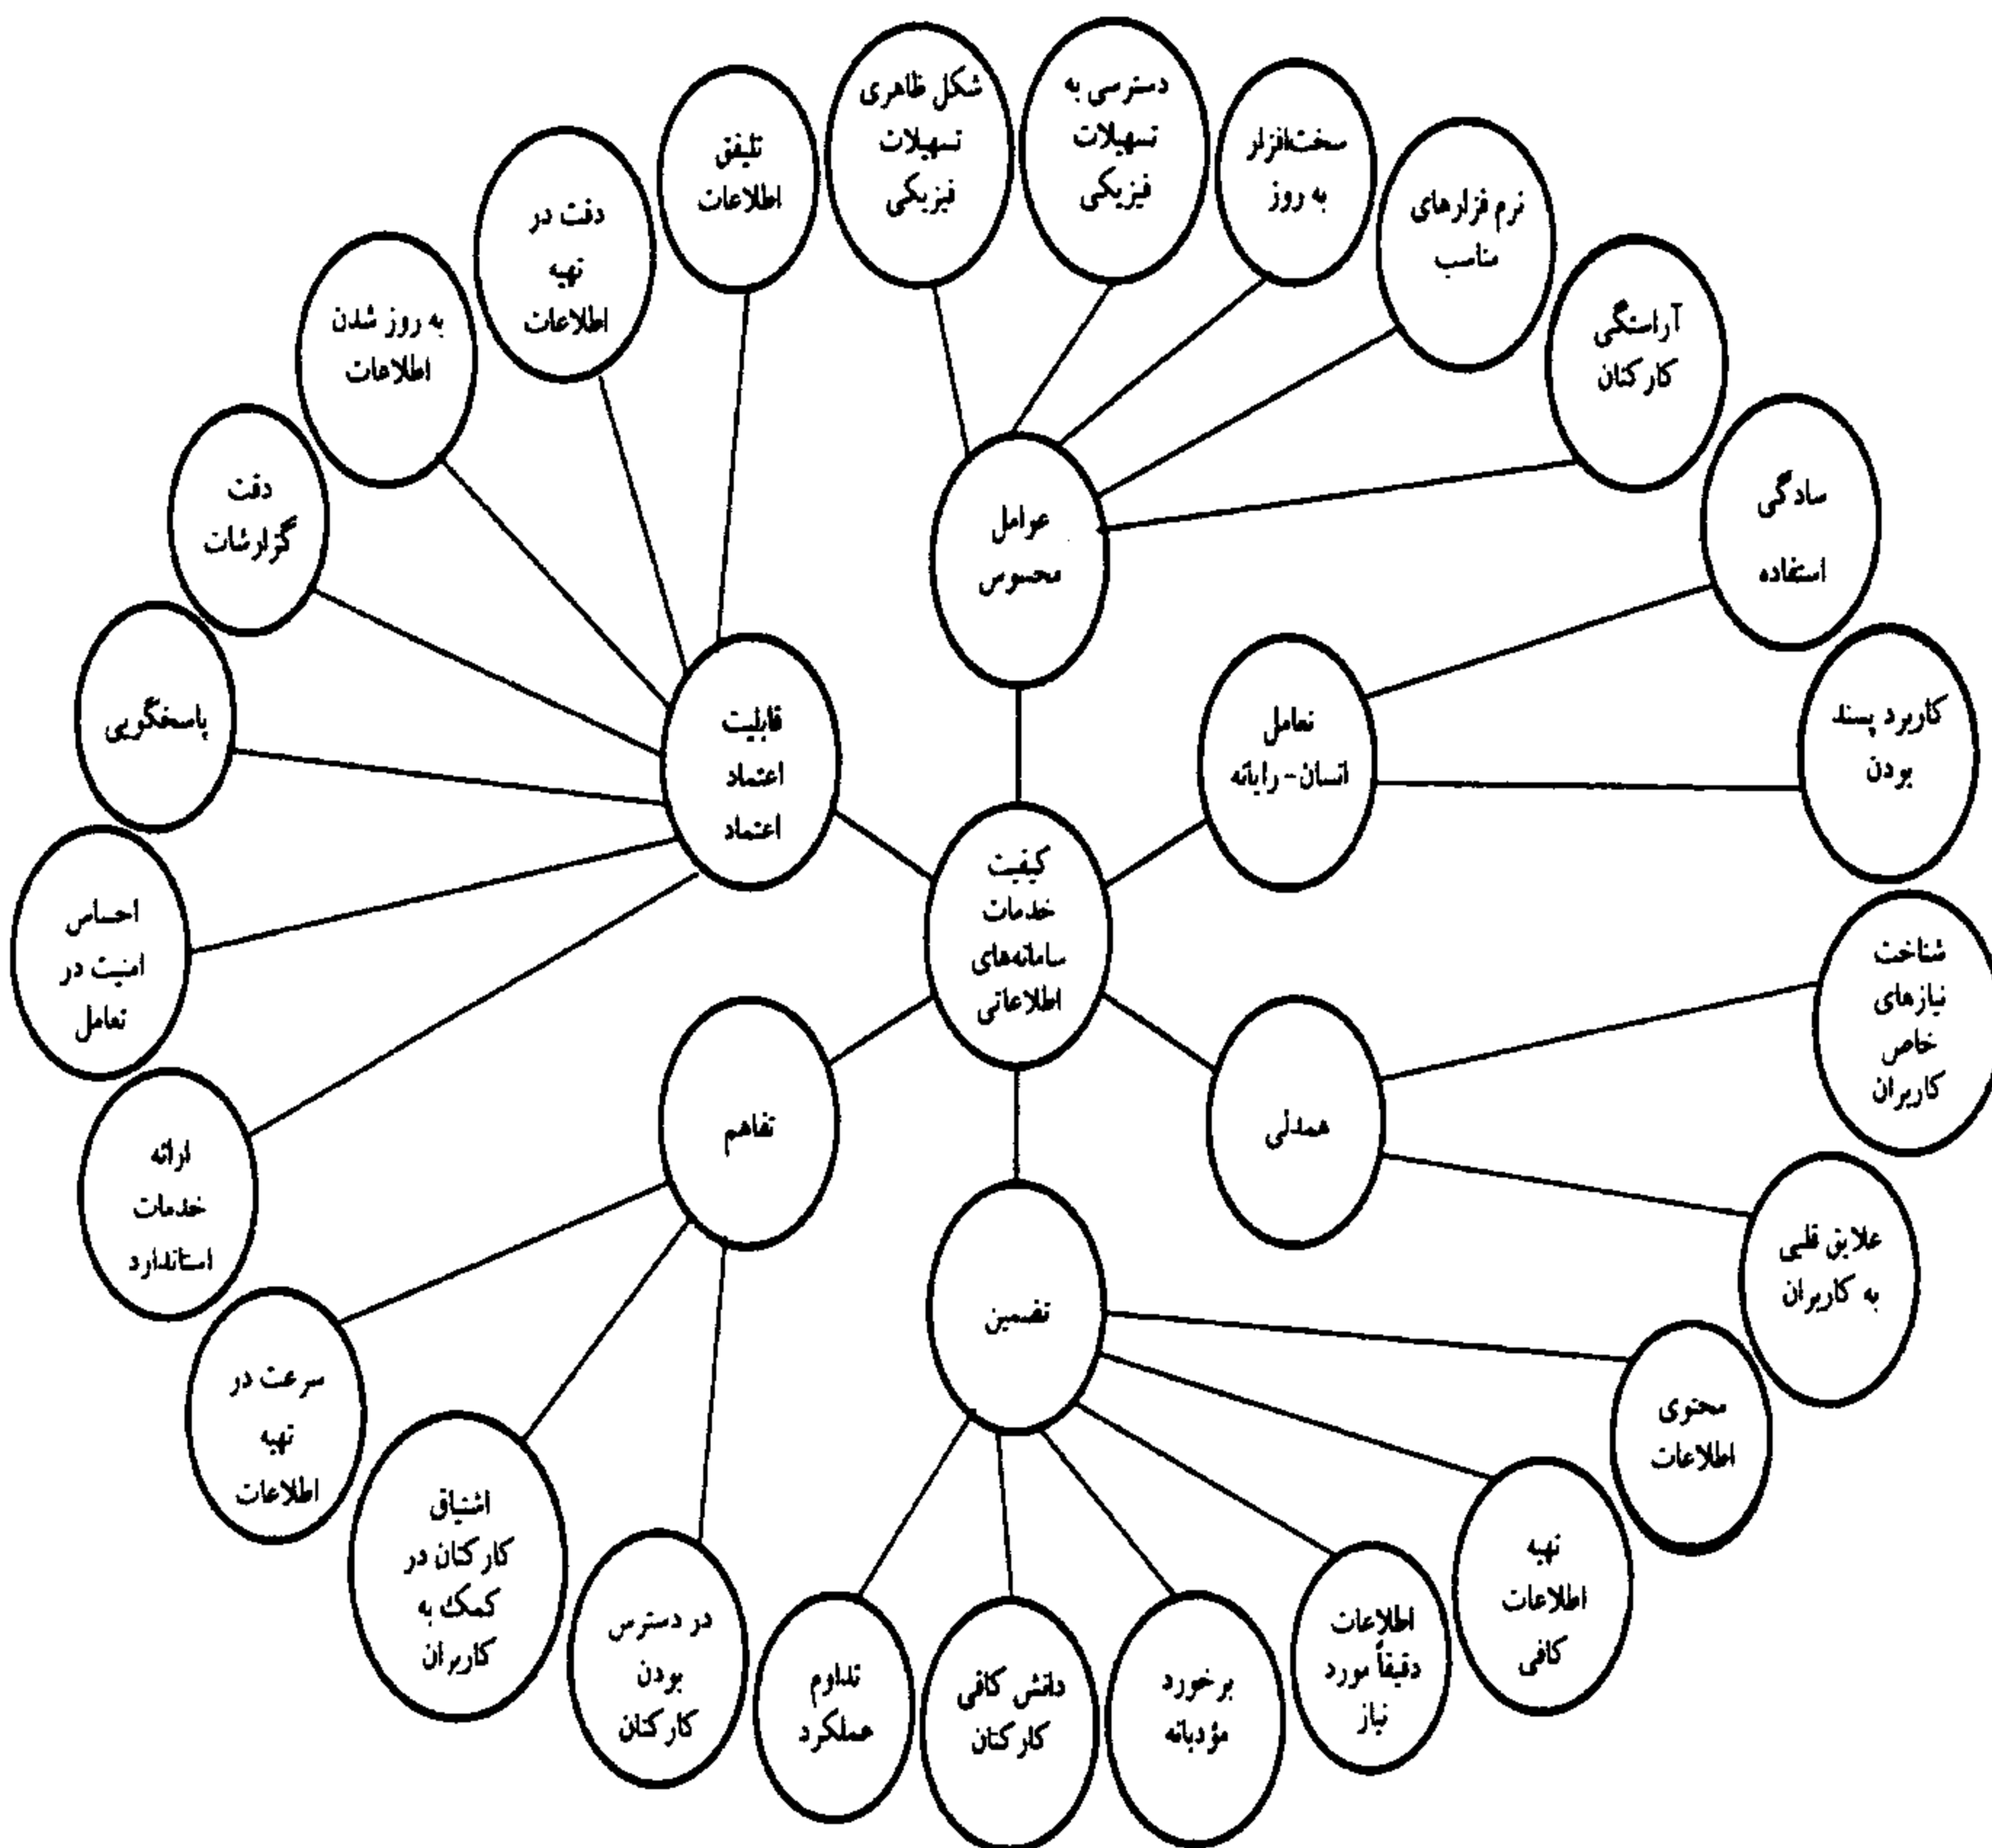 کیفیت
خدمات
سامانه‌های
اطلاعاتی
عوامل
محسوس
شکل ظاهری
تسهیلات
فیزیکی
دسترسی به
تسهیلات
فیزیکی
سخت‌افزار
به روز
نرم فزارهای
مناسب
آراستگی
کارکنان
تعامل
انسان-رایانه
سادگی
استفاده
کاربرد پسند
بودن
همدلی
شناخت
نیازهای
خاص
کاربران
علایق قلبی
به کاربران
تضمین
محتوی
اطلاعات
تهیه
اطلاعات
کافی
اطلاعات
دقیقاً مورد
نیاز
برخورد
مؤدبانه
دانش کافی
کارکنان
تداوم
عملکرد
تفاهم
در دسترس
بودن
کارکنان
اشتیاق
کارکنان در
کمک به
کاربران
سرعت در
تهیه
اطلاعات
قابلیت
اعتماد
اعتماد
ارائه
خدمات
استاندارد
احساس
امنیت در
تعامل
پاسخگویی
دقت
گزارشات
به روز شدن
اطلاعات
دقت در
تهیه
اطلاعات
تلیفق
اطلاعات